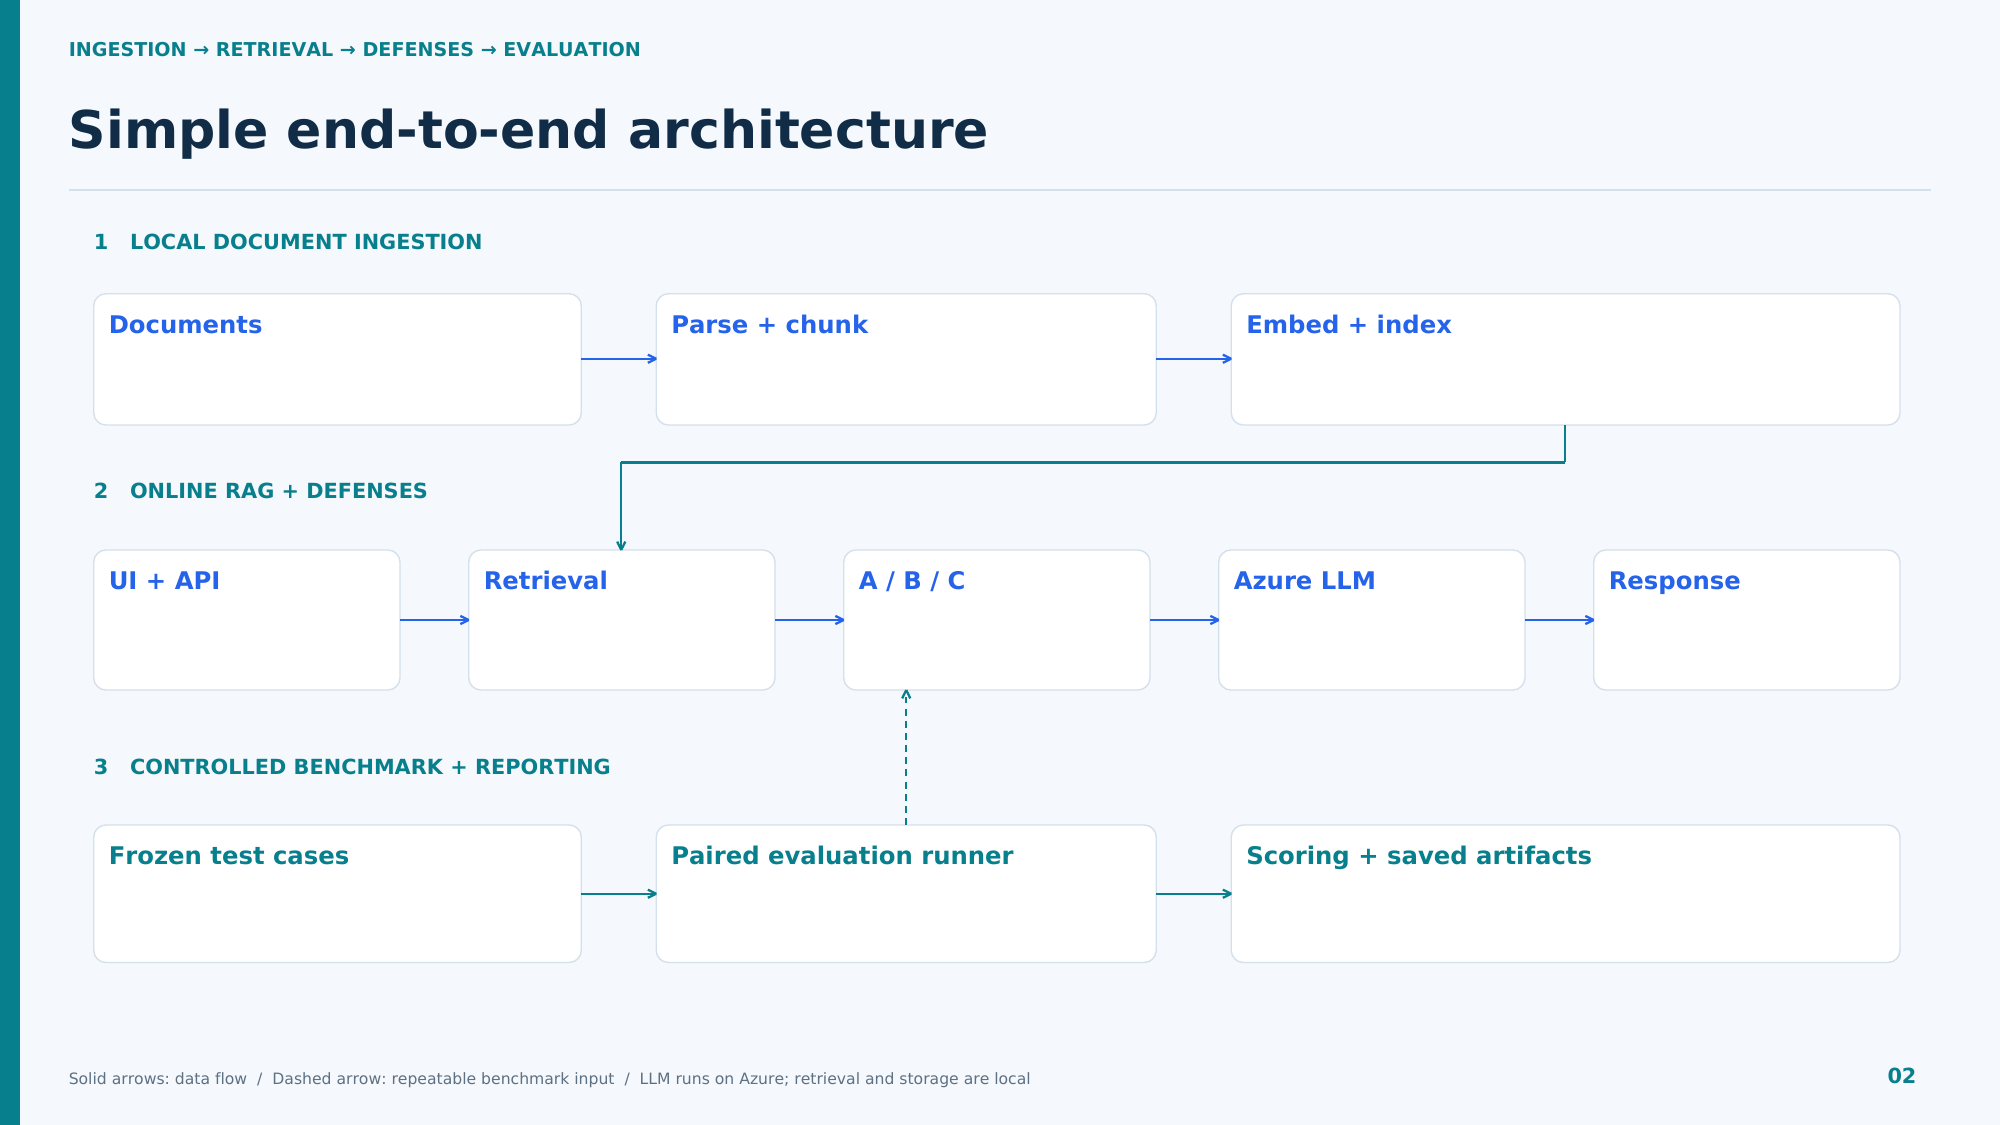 INGESTION → RETRIEVAL → DEFENSES → EVALUATION
Simple end-to-end architecture
1 LOCAL DOCUMENT INGESTION
Documents
Parse + chunk
Embed + index
2 ONLINE RAG + DEFENSES
UI + API
Retrieval
A / B / C
Azure LLM
Response
3 CONTROLLED BENCHMARK + REPORTING
Frozen test cases
Paired evaluation runner
Scoring + saved artifacts
Solid arrows: data flow / Dashed arrow: repeatable benchmark input / LLM runs on Azure; retrieval and storage are local
02